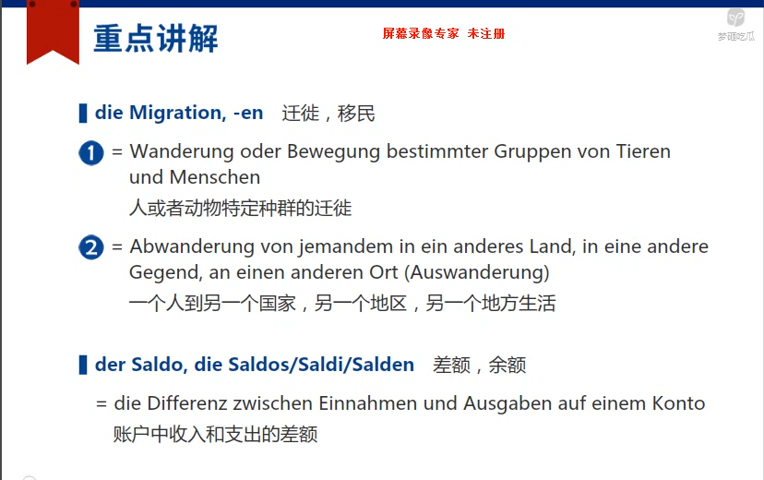 重点讲解
屏幕录像专家 未注册
梦砸吃瓜
die Migration, -en 迁徙，移民
1 = Wanderung oder Bewegung bestimmter Gruppen von Tieren
und Menschen
人或者动物特定种群的迁徙
2 = Abwanderung von jemandem in ein anderes Land, in eine andere
Gegend, an einen anderen Ort (Auswanderung)
一个人到另一个国家，另一个地区，另一个地方生活
der Saldo, die Saldos/Saldi/Salden 差额，余额
= die Differenz zwischen Einnahmen und Ausgaben auf einem Konto
账户中收入和支出的差额